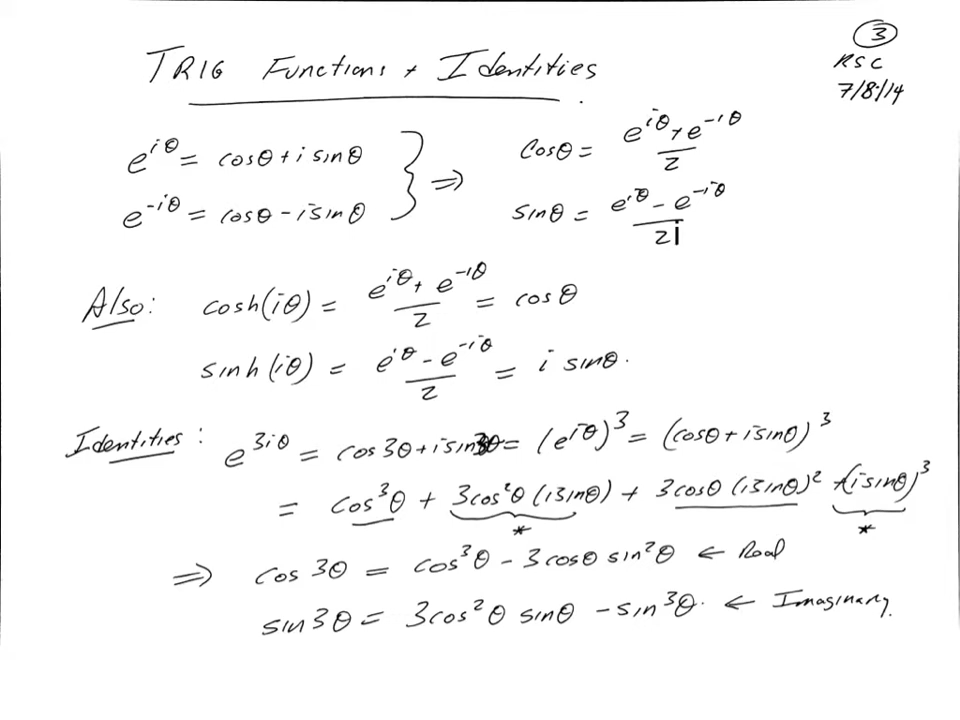 3
TRIG Functions + Identities
RSC
7/8/14
e^{iθ} = cosθ + i sinθ
e^{-iθ} = cosθ - i sinθ
} ⇒
Cosθ = (e^{iθ} + e^{-iθ})/2
sinθ = (e^{iθ} - e^{-iθ})/2i
Also: cosh(iθ) = (e^{iθ} + e^{-iθ})/2 = cosθ
sinh(iθ) = (e^{iθ} - e^{-iθ})/2 = i sinθ.
Identities: e^{3iθ} = cos3θ + i sin3θ = (e^{iθ})^3 = (cosθ + i sinθ)^3
= cos^3θ + 3cos^2θ (i sinθ) + 3cosθ (i sinθ)^2 + (i sinθ)^3
* *
⇒ Cos 3θ = cos^3θ - 3cosθ sin^2θ ← Real
sin3θ = 3cos^2θ sinθ - sin^3θ. ← Imaginary.